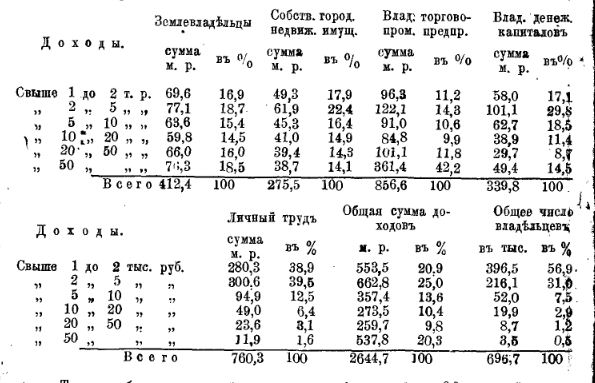 Доходы. Землевладѣльцы Собств. город. недвиж. имущ. Влад. торгово-пром. предпр. Влад. денеж. капиталовъ
сумма м. р. въ % сумма м. р. въ % сумма м. р. въ % сумма м. р. въ %
Свыше 1 до 2 т. р. 69,6 16,9 49,3 17,9 96,3 11,2 58,0 17,1
„ 2 „ 5 „ „ 77,1 18,7 61,9 22,4 122,1 14,3 101,1 29,8
„ 5 „ 10 „ „ 63,6 15,4 45,3 16,4 91,0 10,6 62,7 18,5
„ 10 „ 20 „ „ 59,8 14,5 41,0 14,9 84,8 9,9 38,9 11,4
„ 20 „ 50 „ „ 66,0 16,0 39,4 14,3 101,1 11,8 29,7 8,7
„ 50 „ „ „ 76,3 18,5 38,7 14,1 361,4 42,2 49,4 14,5
Всего 412,4 100 275,5 100 856,6 100 339,8 100
Доходы. Личный трудъ Общая сумма доходовъ Общее число владѣльцевъ
сумма м. р. въ % м. р. въ % въ тыс. въ %
Свыше 1 до 2 тыс. руб. 280,3 38,9 553,5 20,9 396,5 56,9
„ 2 „ 5 „ „ 300,6 39,5 662,8 25,0 216,1 31,0
„ 5 „ 10 „ „ 94,9 12,5 357,4 13,6 52,0 7,5
„ 10 „ 20 „ „ 49,0 6,4 273,5 10,4 19,9 2,9
„ 20 „ 50 „ „ 23,6 3,1 259,7 9,8 8,7 1,2
„ 50 „ „ „ 11,9 1,6 537,8 20,3 3,5 0,5
Всего 760,3 100 2644,7 100 696,7 100